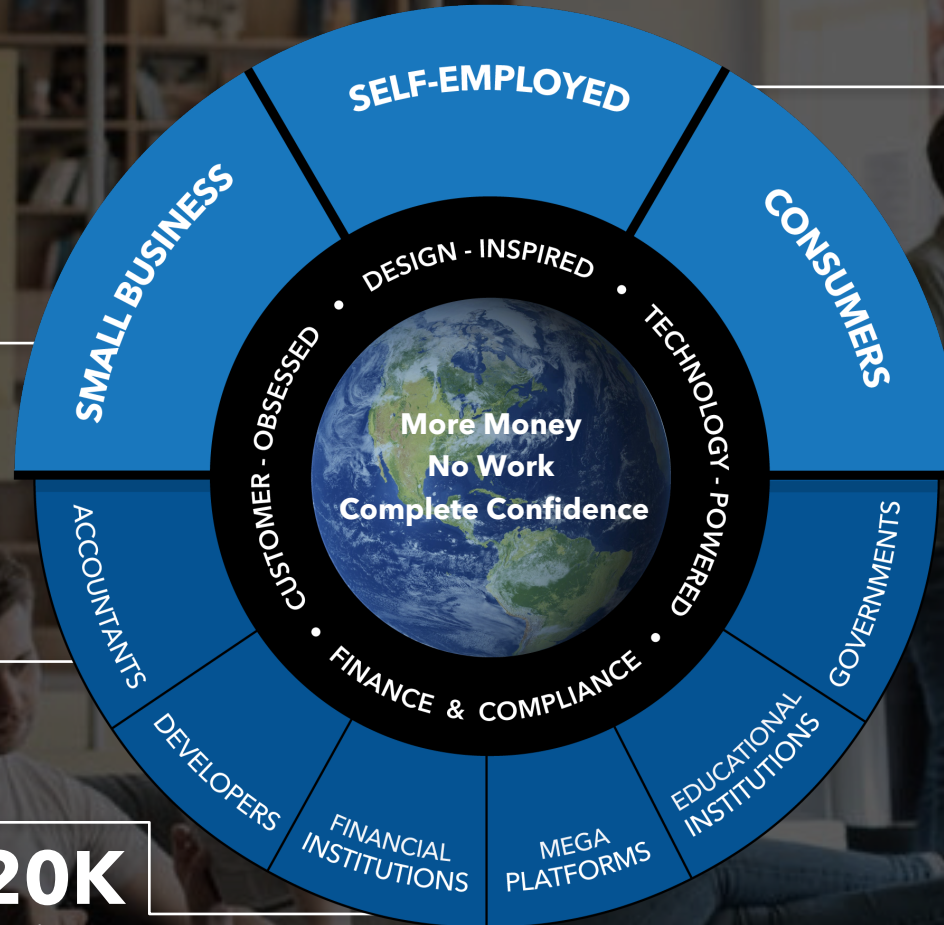 SELF-EMPLOYED
SMALL BUSINESS
CONSUMERS
DESIGN - INSPIRED
CUSTOMER - OBSESSED
TECHNOLOGY - POWERED
FINANCE & COMPLIANCE
More Money
No Work
Complete Confidence
ACCOUNTANTS
DEVELOPERS
FINANCIAL
INSTITUTIONS
MEGA
PLATFORMS
EDUCATIONAL
INSTITUTIONS
GOVERNMENTS
20K